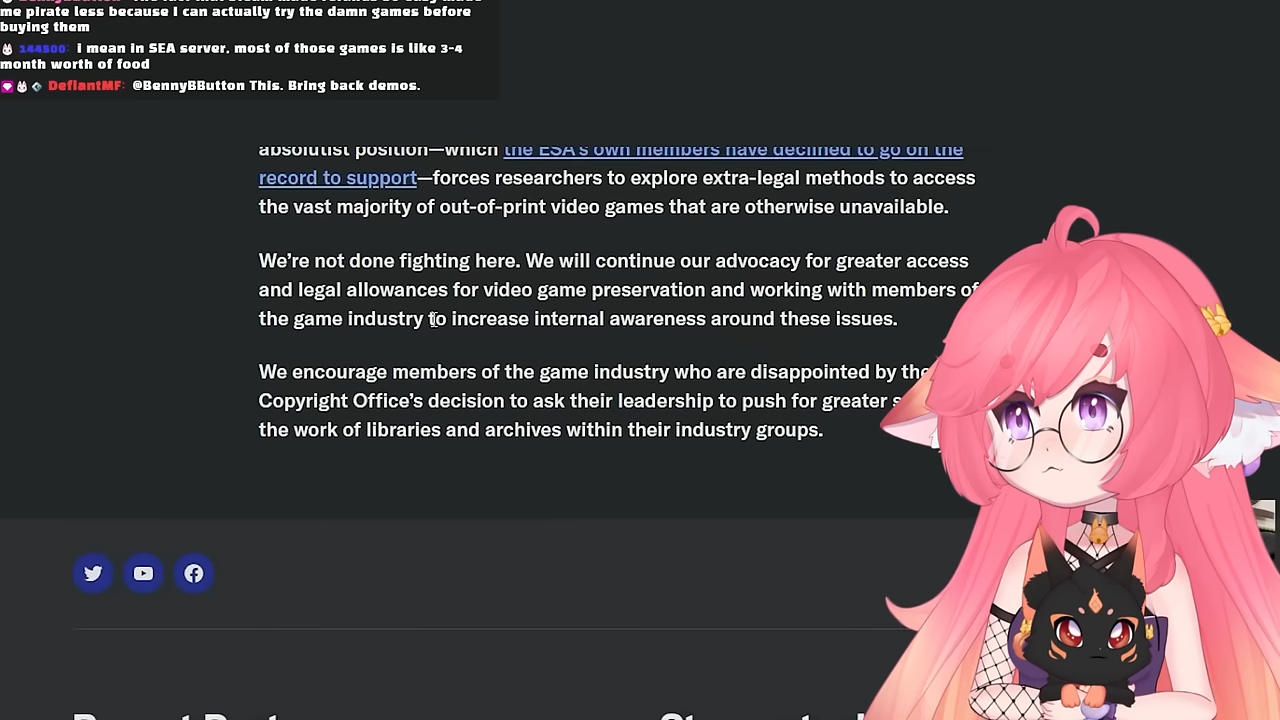 me pirate less because I can actually try the damn games before
buying them
144500: i mean in SEA server. most of those games is like 3-4
month worth of food
DefiantMF: @BennyBButton This. Bring back demos.
absolutist position—which the ESA's own members have declined to go on the
record to support—forces researchers to explore extra-legal methods to access
the vast majority of out-of-print video games that are otherwise unavailable.
We're not done fighting here. We will continue our advocacy for greater access
and legal allowances for video game preservation and working with members of
the game industry to increase internal awareness around these issues.
We encourage members of the game industry who are disappointed by the
Copyright Office's decision to ask their leadership to push for greater
the work of libraries and archives within their industry groups.